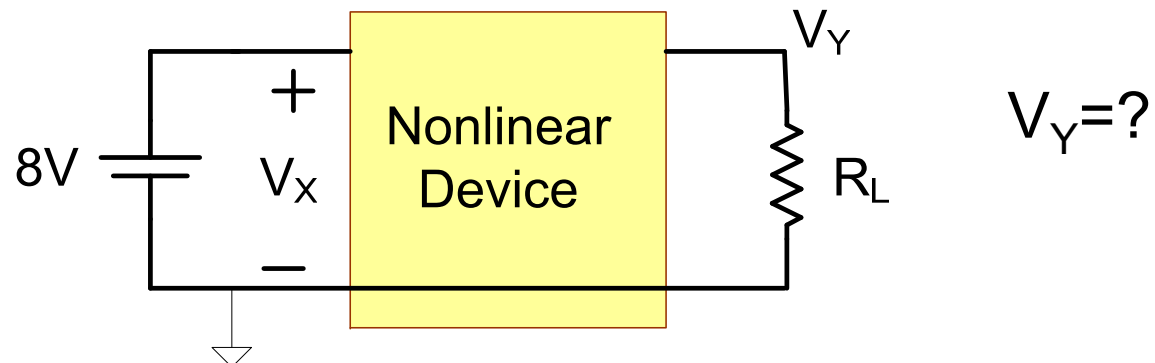 V_Y
+
8V
V_X
−
Nonlinear
Device
R_L
V_Y=?